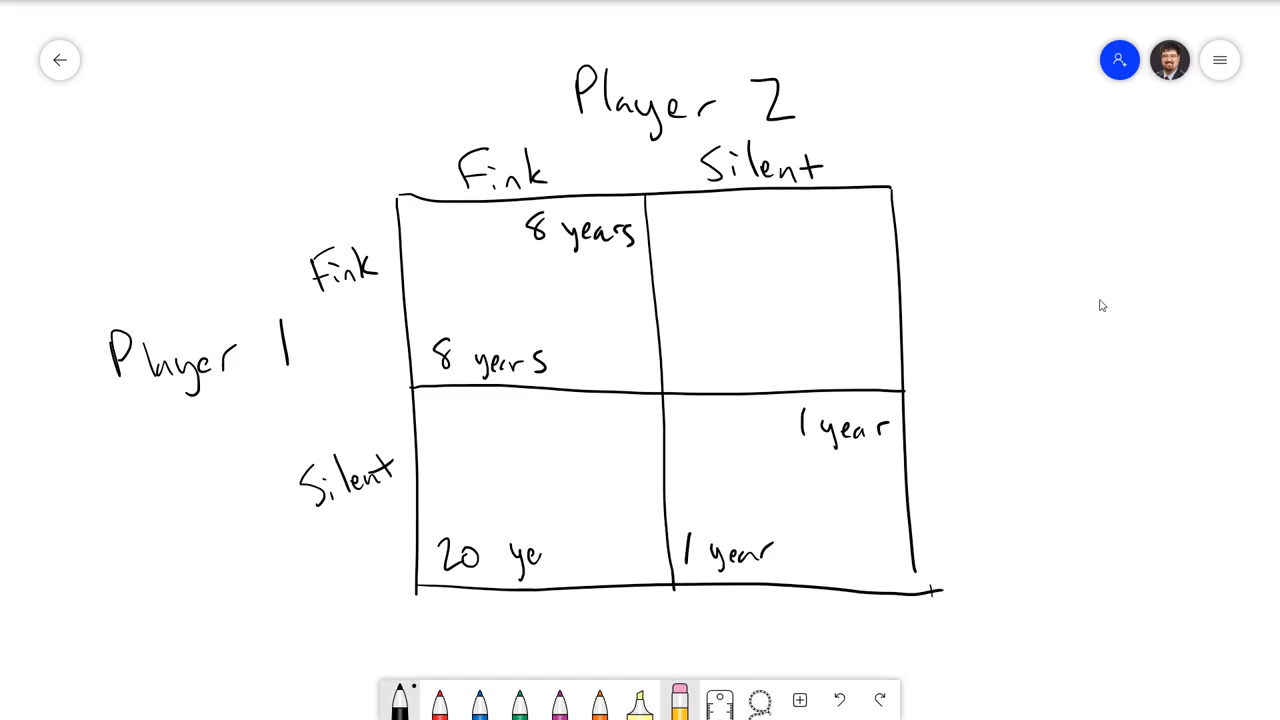 Player 2
Fink Silent
8 years
Fink
Player 1
8 years
1 year
Silent
20 ye
1 year